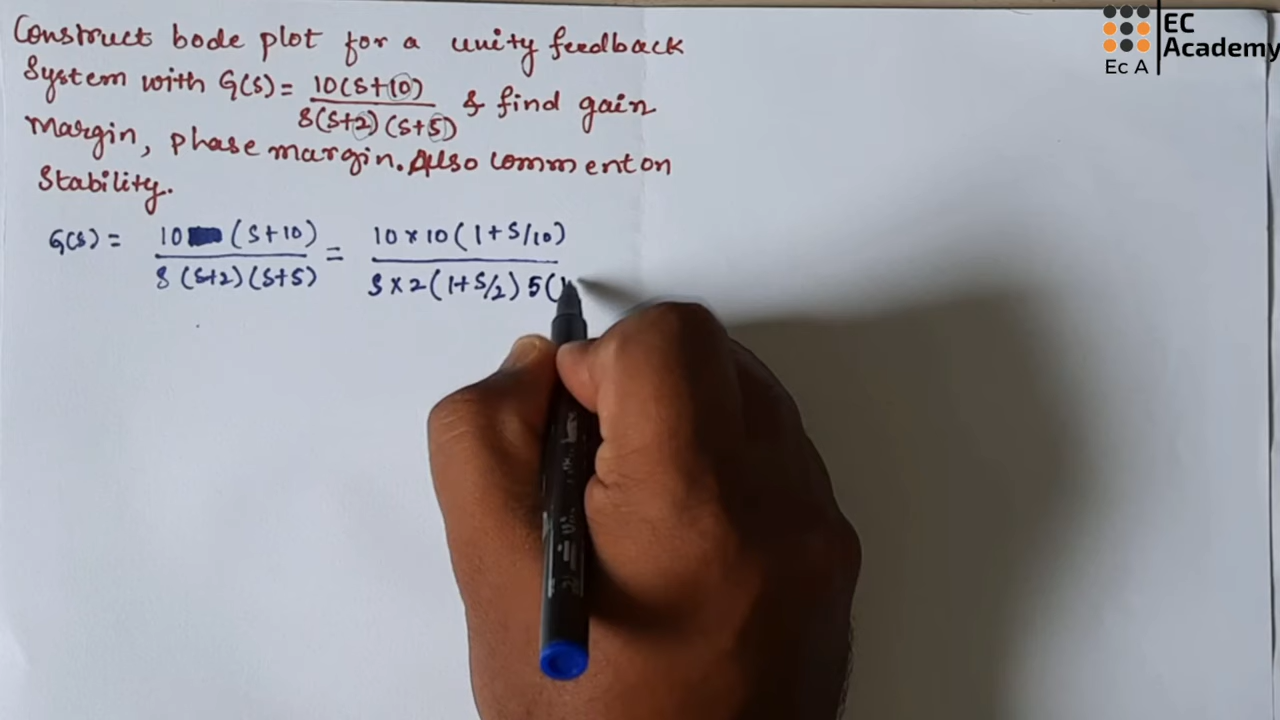 Construct bode plot for a unity feedback
System with G(s) = 10(s+10) / s(s+2)(s+5) & find gain
margin, phase margin. Also comment on
Stability.
G(s) = 10 (s+10) / s(s+2)(s+5) = 10×10(1+s/10) / s×2(1+s/2)5(1
EC
Academy
Ec A